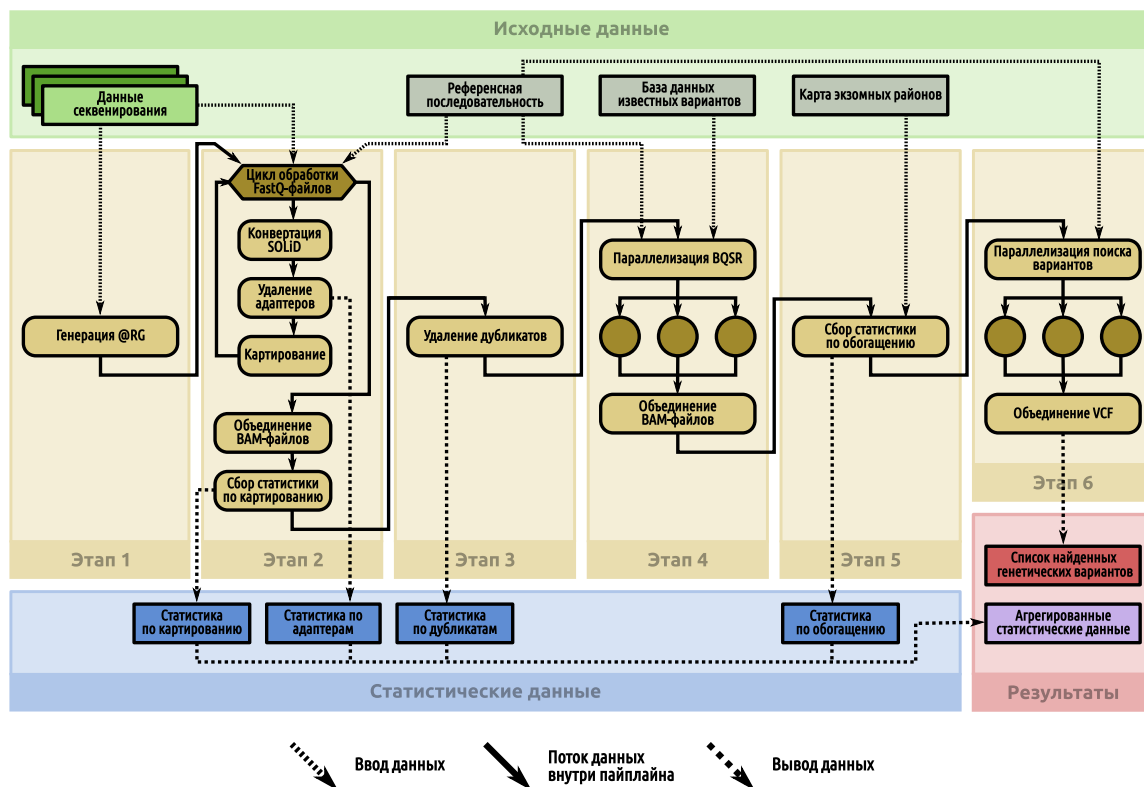 Исходные данные
Данные
секвенирования
Референсная
последовательность
База данных
известных вариантов
Карта экзомных районов
Цикл обработки
FastQ-файлов
Конвертация
SOLiD
Удаление
адаптеров
Картирование
Объединение
BAM-файлов
Сбор статистики
по картированию
Генерация @RG
Удаление дубликатов
Параллелизация BQSR
Объединение
BAM-файлов
Сбор статистики
по обогащению
Параллелизация поиска
вариантов
Объединение VCF
Этап 1
Этап 2
Этап 3
Этап 4
Этап 5
Этап 6
Список найденных
генетических вариантов
Агрегированные
статистические данные
Результаты
Статистика
по картированию
Статистика по
адаптерам
Статистика
по дубликатам
Статистика
по обогащению
Статистические данные
Ввод данных
Поток данных
внутри пайплайна
Вывод данных